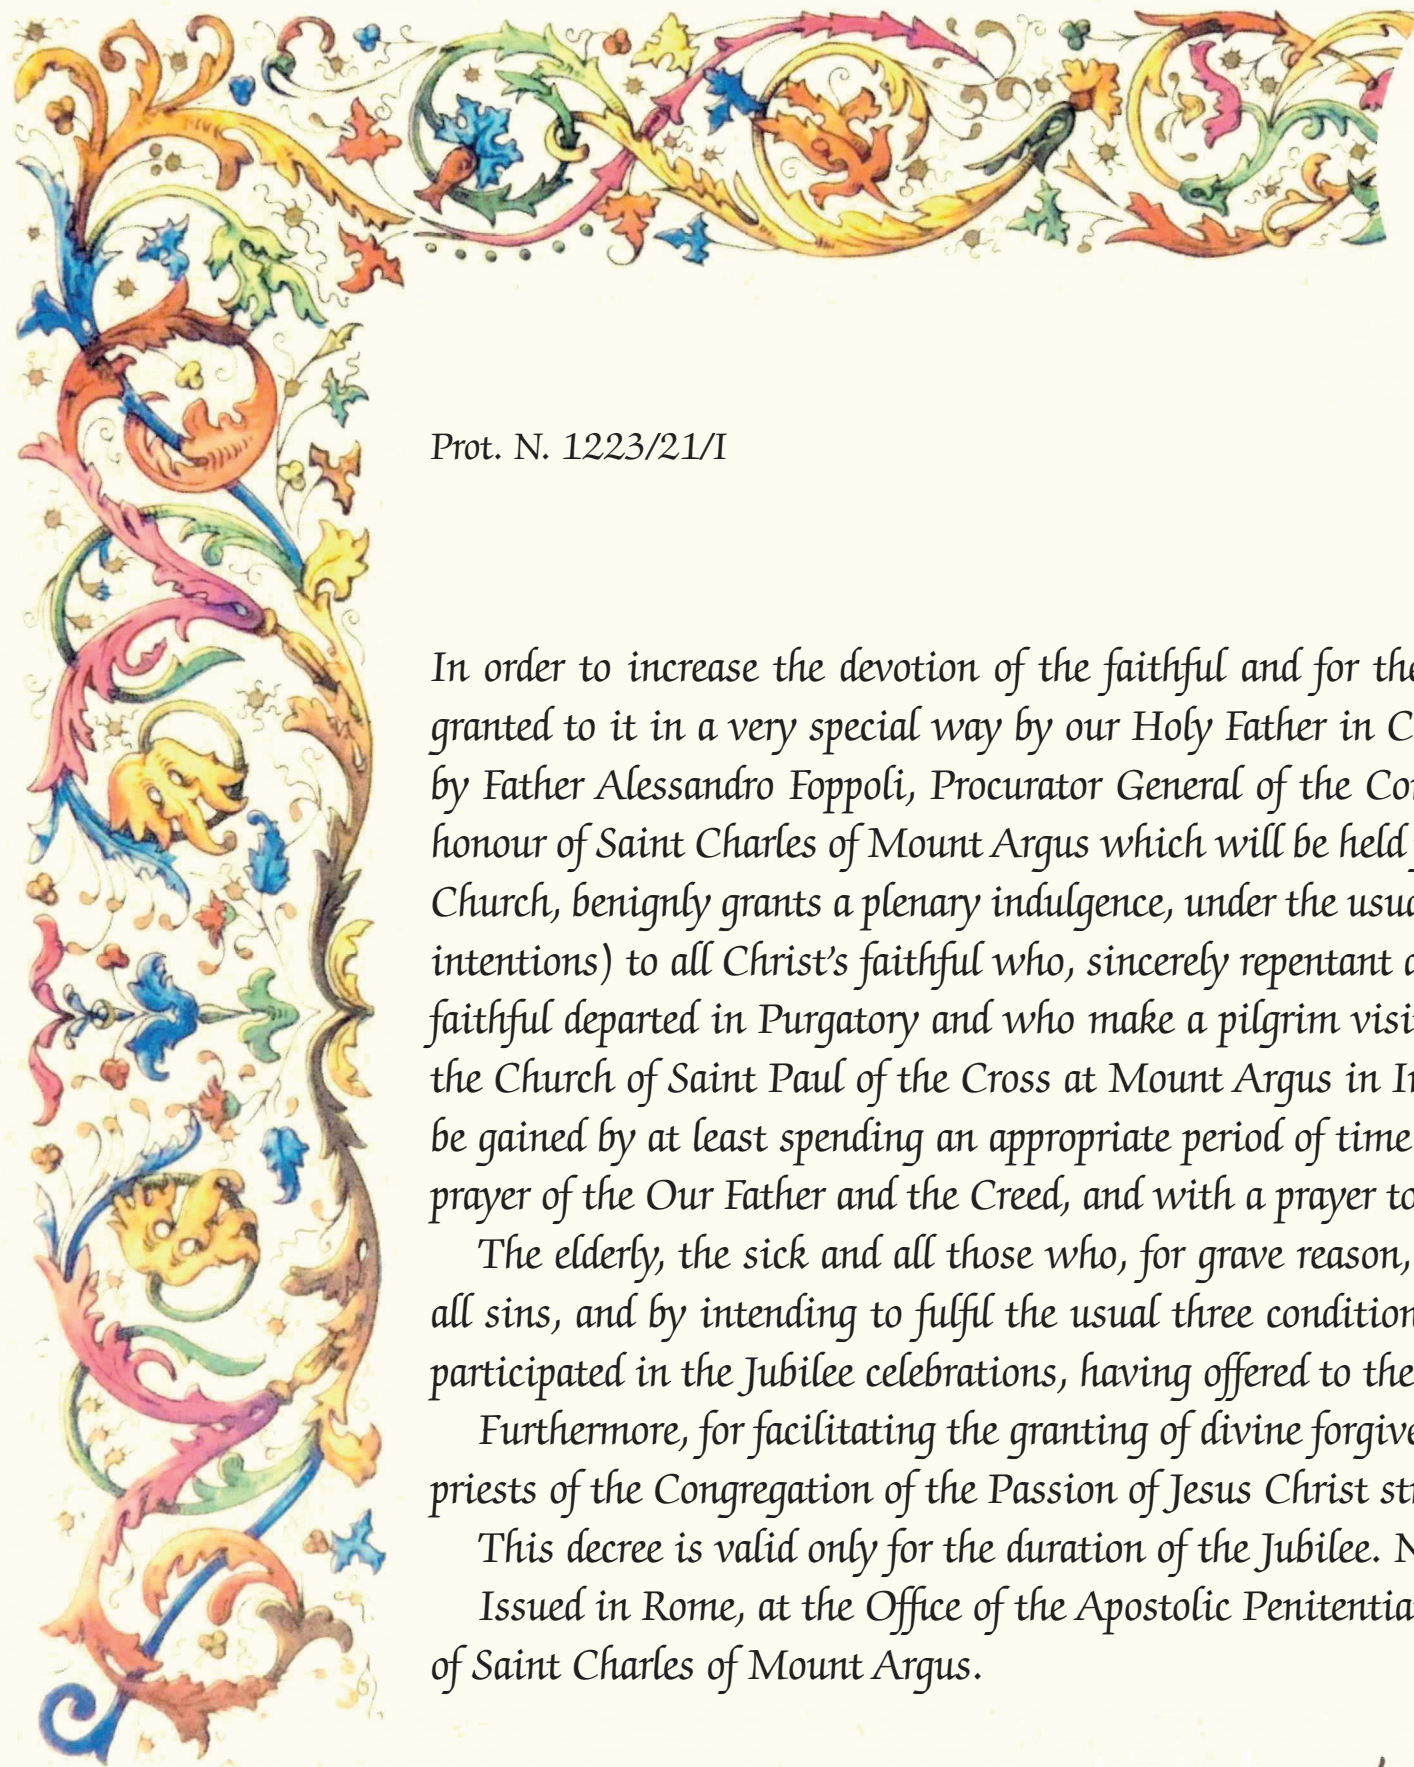 Prot. N. 1223/21/I
In order to increase the devotion of the faithful and for the
granted to it in a very special way by our Holy Father in C
by Father Alessandro Foppoli, Procurator General of the Co
honour of Saint Charles of Mount Argus which will be held
Church, benignly grants a plenary indulgence, under the usu
intentions) to all Christ's faithful who, sincerely repentant
faithful departed in Purgatory and who make a pilgrim visi
the Church of Saint Paul of the Cross at Mount Argus in I
be gained by at least spending an appropriate period of time
prayer of the Our Father and the Creed, and with a prayer to
The elderly, the sick and all those who, for grave reason,
all sins, and by intending to fulfil the usual three condition
participated in the Jubilee celebrations, having offered to the
Furthermore, for facilitating the granting of divine forgive
priests of the Congregation of the Passion of Jesus Christ st
This decree is valid only for the duration of the Jubilee. N
Issued in Rome, at the Office of the Apostolic Penitentia
of Saint Charles of Mount Argus.